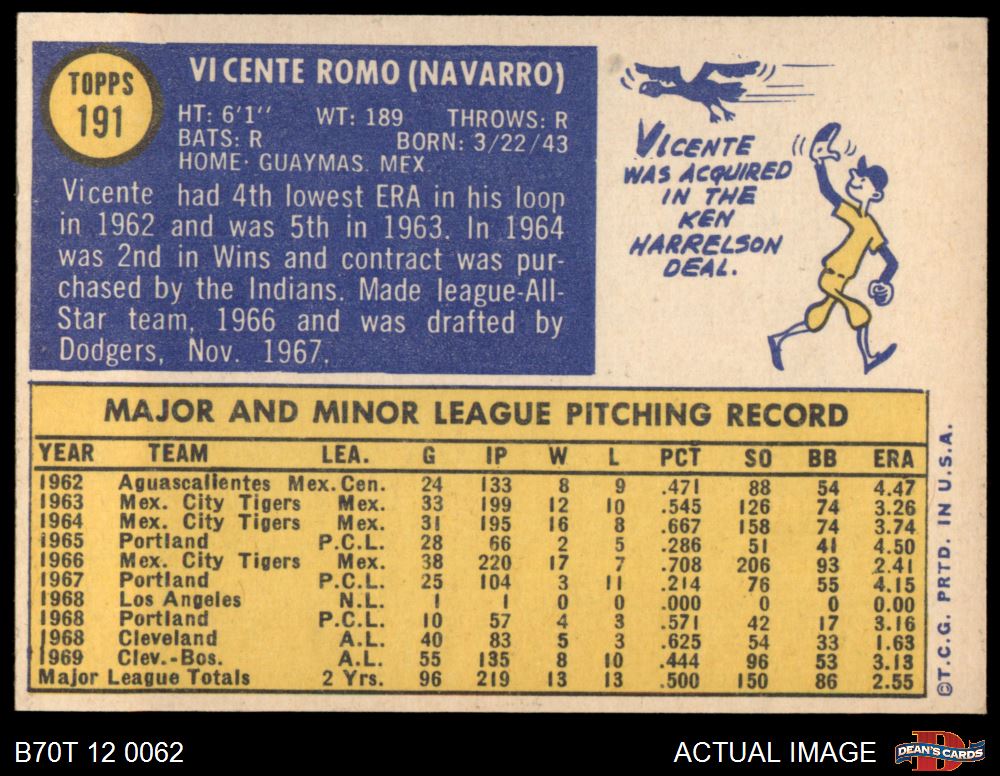 TOPPS
191
VICENTE ROMO (NAVARRO)
HT: 6'1" WT: 189 THROWS: R
BATS: R BORN: 3/22/43
HOME· GUAYMAS. MEX.
Vicente had 4th lowest ERA in his loop
in 1962 and was 5th in 1963. In 1964
was 2nd in Wins and contract was pur-
chased by the Indians. Made league-All-
Star team, 1966 and was drafted by
Dodgers, Nov. 1967.
VICENTE
WAS ACQUIRED
IN THE
KEN
HARRELSON
DEAL.
MAJOR AND MINOR LEAGUE PITCHING RECORD
YEAR TEAM LEA. G IP W L PCT SO BB ERA
1962 Aguascalientes Mex. Cen. 24 133 8 9 .471 88 54 4.47
1963 Mex. City Tigers Mex. 33 199 12 10 .545 126 74 3.26
1964 Mex. City Tigers Mex. 31 195 16 8 .667 158 74 3.74
1965 Portland P.C.L. 28 66 2 5 .286 51 41 4.50
1966 Mex. City Tigers Mex. 38 220 17 7 .708 206 93 2.41
1967 Portland P.C.L. 25 104 3 11 .214 76 55 4.15
1968 Los Angeles N.L. 1 1 0 0 .000 0 0 0.00
1968 Portland P.C.L. 10 57 4 3 .571 42 17 3.16
1968 Cleveland A.L. 40 83 5 3 .625 54 33 1.63
1969 Clev.-Bos. A.L. 55 135 8 10 .444 96 53 3.13
Major League Totals 2 Yrs. 96 219 13 13 .500 150 86 2.55
©T.C.G. PRTD. IN U.S.A.
B70T 12 0062
ACTUAL IMAGE
DEAN'S CARDS